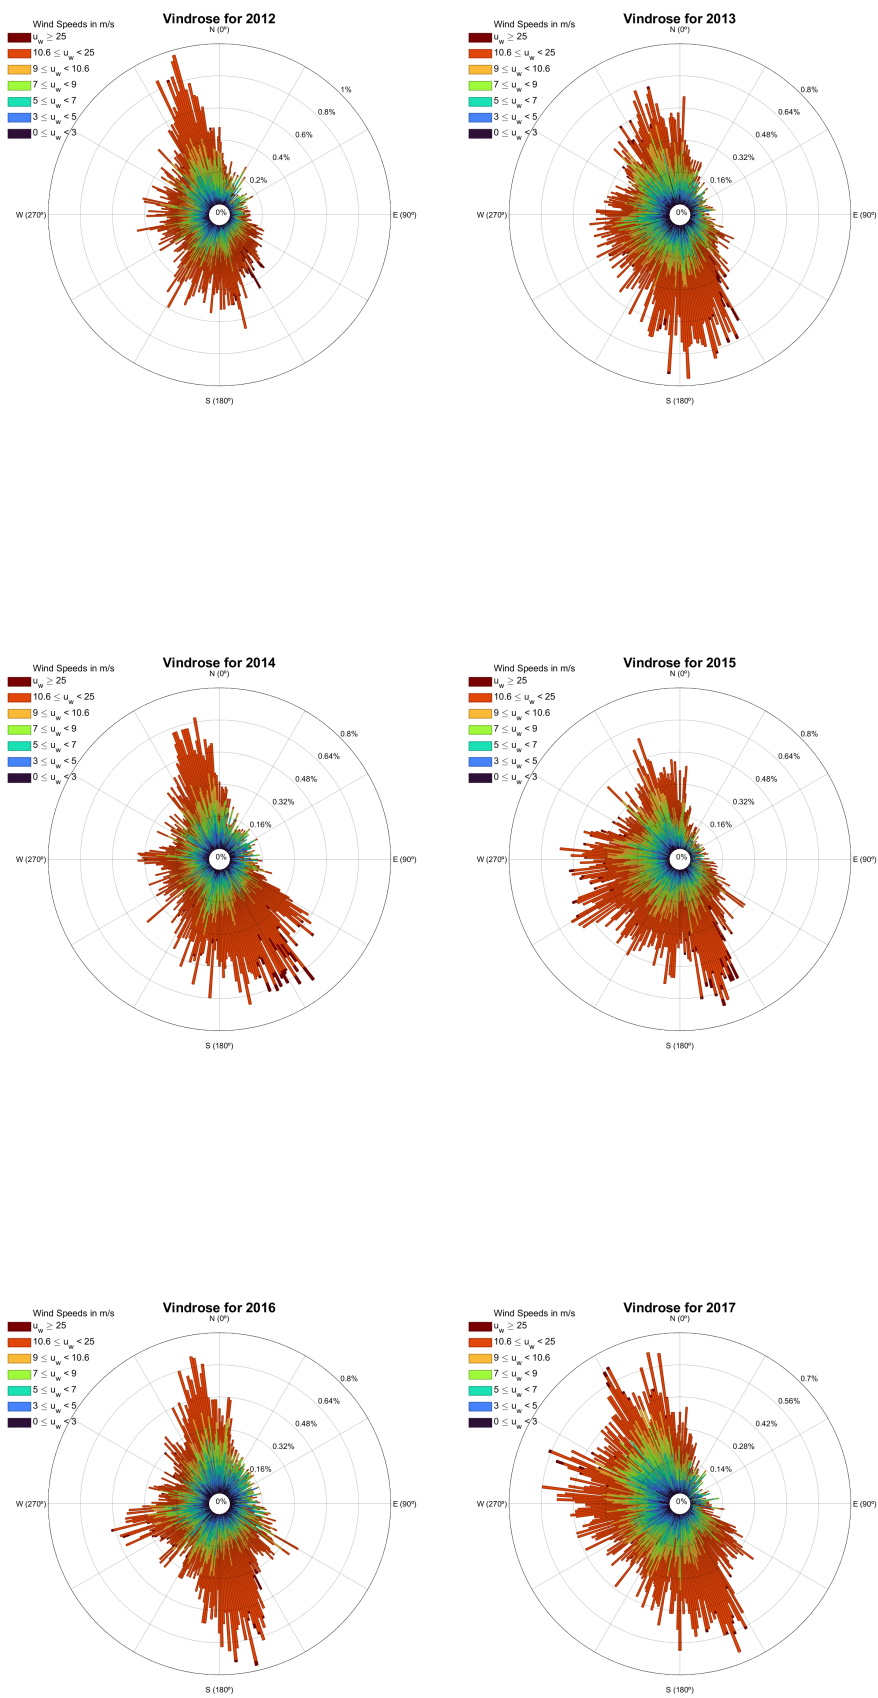 Vindrose for 2012
Wind Speeds in m/s
N (0º)
u_w ≥ 25
10.6 ≤ u_w < 25
9 ≤ u_w < 10.6
7 ≤ u_w < 9
5 ≤ u_w < 7
3 ≤ u_w < 5
0 ≤ u_w < 3
1%
0.8%
0.6%
0.4%
0.2%
0%
W (270º)
E (90º)
S (180º)
Vindrose for 2013
Wind Speeds in m/s
N (0º)
u_w ≥ 25
10.6 ≤ u_w < 25
9 ≤ u_w < 10.6
7 ≤ u_w < 9
5 ≤ u_w < 7
3 ≤ u_w < 5
0 ≤ u_w < 3
0.8%
0.64%
0.48%
0.32%
0.16%
0%
W (270º)
E (90º)
S (180º)
Vindrose for 2014
Wind Speeds in m/s
N (0º)
u_w ≥ 25
10.6 ≤ u_w < 25
9 ≤ u_w < 10.6
7 ≤ u_w < 9
5 ≤ u_w < 7
3 ≤ u_w < 5
0 ≤ u_w < 3
0.8%
0.64%
0.48%
0.32%
0.16%
0%
W (270º)
E (90º)
S (180º)
Vindrose for 2015
Wind Speeds in m/s
N (0º)
u_w ≥ 25
10.6 ≤ u_w < 25
9 ≤ u_w < 10.6
7 ≤ u_w < 9
5 ≤ u_w < 7
3 ≤ u_w < 5
0 ≤ u_w < 3
0.8%
0.64%
0.48%
0.32%
0.16%
0%
W (270º)
E (90º)
S (180º)
Vindrose for 2016
Wind Speeds in m/s
N (0º)
u_w ≥ 25
10.6 ≤ u_w < 25
9 ≤ u_w < 10.6
7 ≤ u_w < 9
5 ≤ u_w < 7
3 ≤ u_w < 5
0 ≤ u_w < 3
0.8%
0.64%
0.48%
0.32%
0.16%
0%
W (270º)
E (90º)
S (180º)
Vindrose for 2017
Wind Speeds in m/s
N (0º)
u_w ≥ 25
10.6 ≤ u_w < 25
9 ≤ u_w < 10.6
7 ≤ u_w < 9
5 ≤ u_w < 7
3 ≤ u_w < 5
0 ≤ u_w < 3
0.7%
0.56%
0.42%
0.28%
0.14%
0%
W (270º)
E (90º)
S (180º)